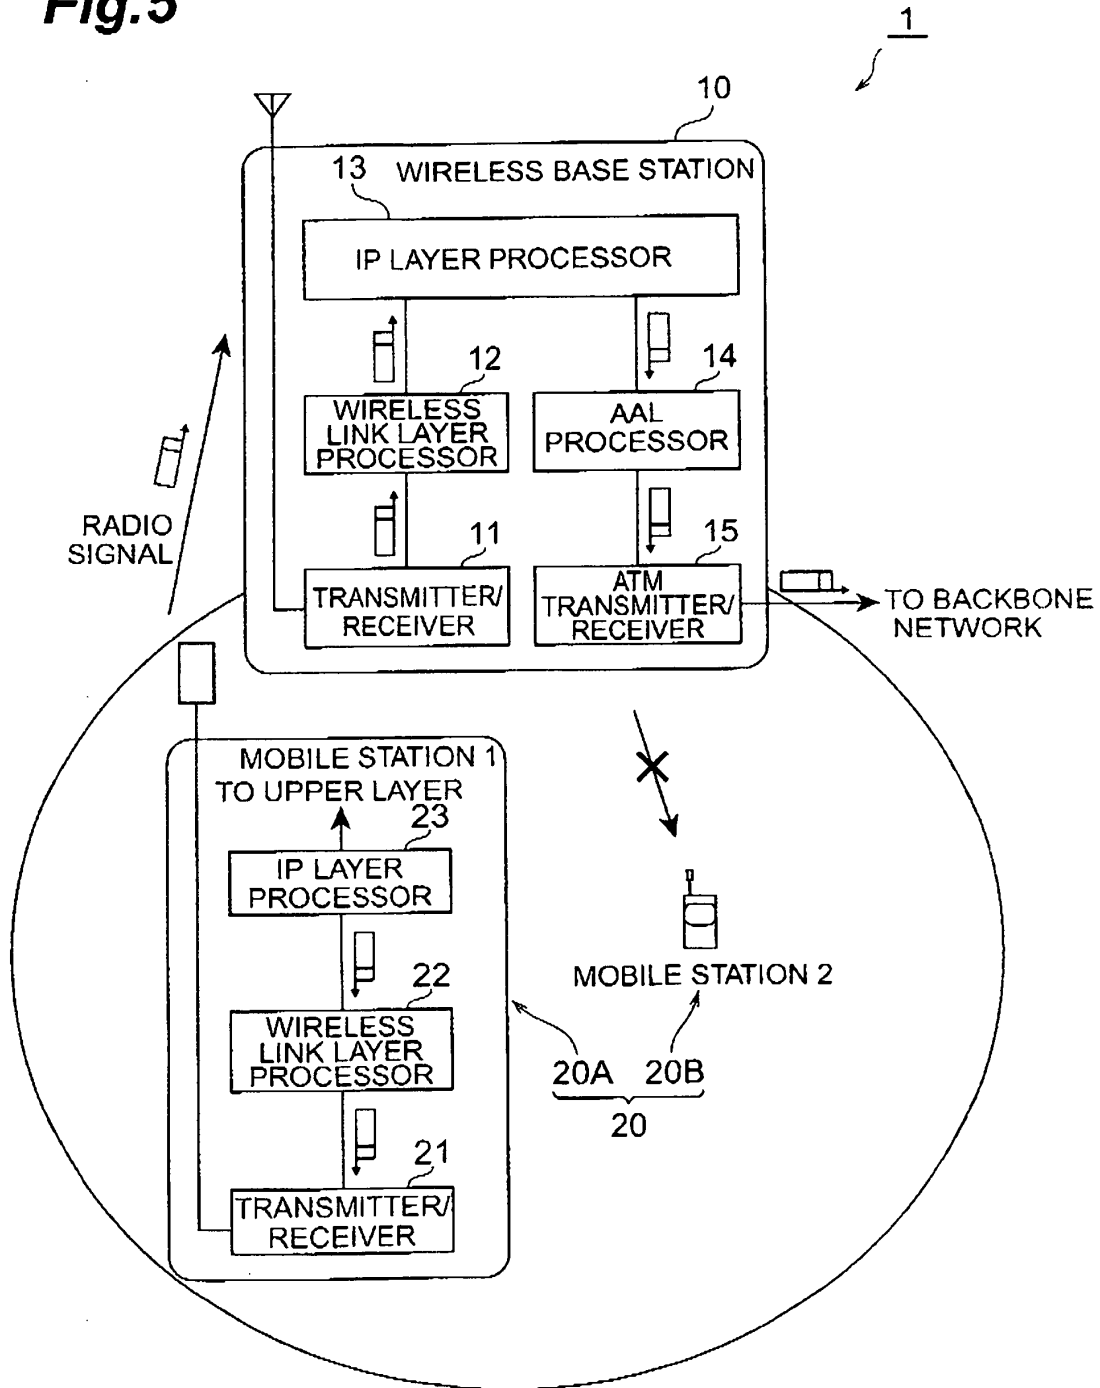 Fig.5
1
10
13
WIRELESS BASE STATION
IP LAYER PROCESSOR
12
WIRELESS
LINK LAYER
PROCESSOR
14
AAL
PROCESSOR
RADIO
SIGNAL
11
TRANSMITTER/
RECEIVER
15
ATM
TRANSMITTER/
RECEIVER
TO BACKBONE
NETWORK
MOBILE STATION 1
TO UPPER LAYER
23
IP LAYER
PROCESSOR
22
WIRELESS
LINK LAYER
PROCESSOR
21
TRANSMITTER/
RECEIVER
MOBILE STATION 2
20A 20B
20